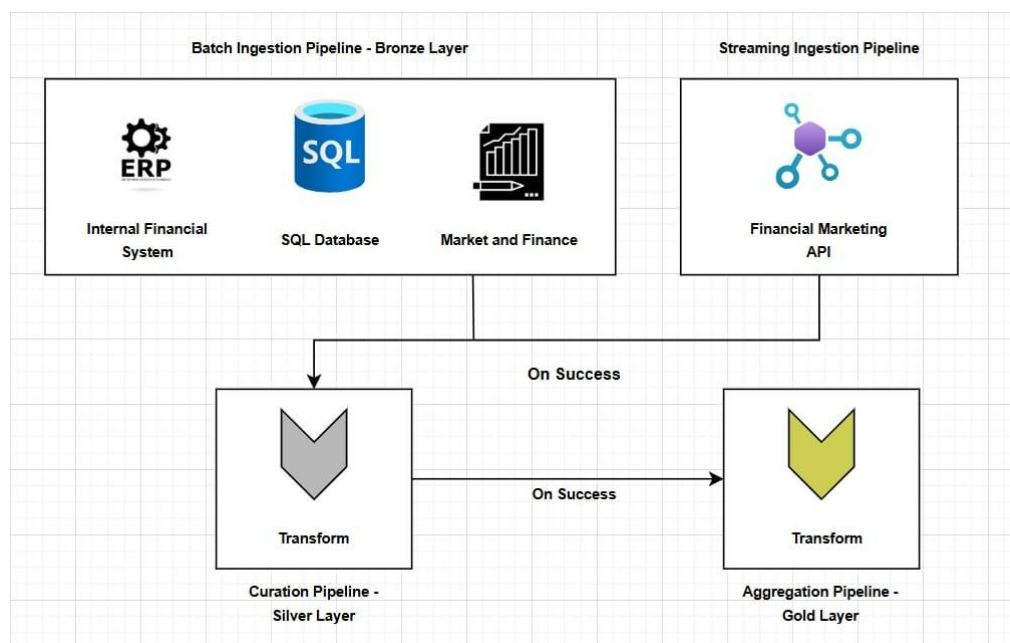 Batch Ingestion Pipeline - Bronze Layer
Streaming Ingestion Pipeline
ERP
SQL
Internal Financial
System
SQL Database
Market and Finance
Financial Marketing
API
On Success
Transform
On Success
Transform
Curation Pipeline -
Silver Layer
Aggregation Pipeline -
Gold Layer